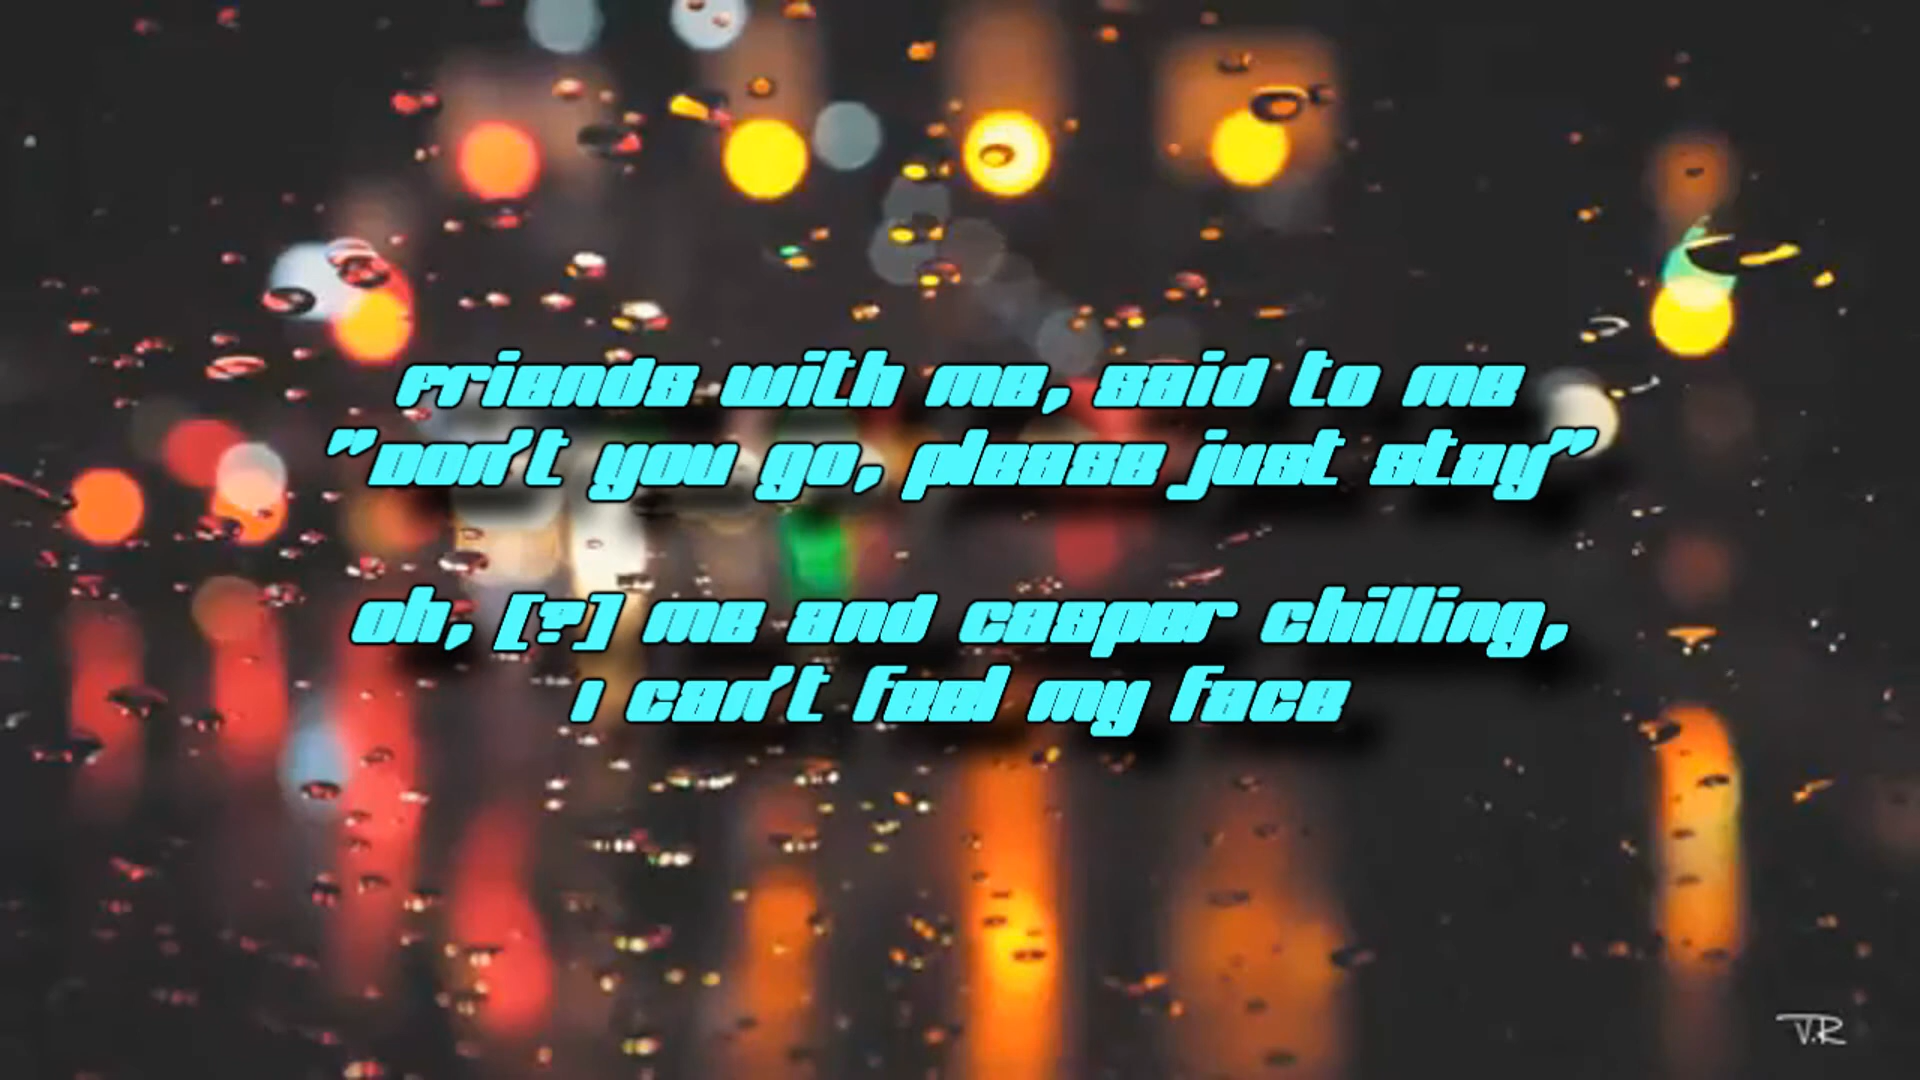 Friends with me, said to me
"Don't you go, please just stay"
Oh, [?] me and casper chilling,
I can't feel my face
V.R